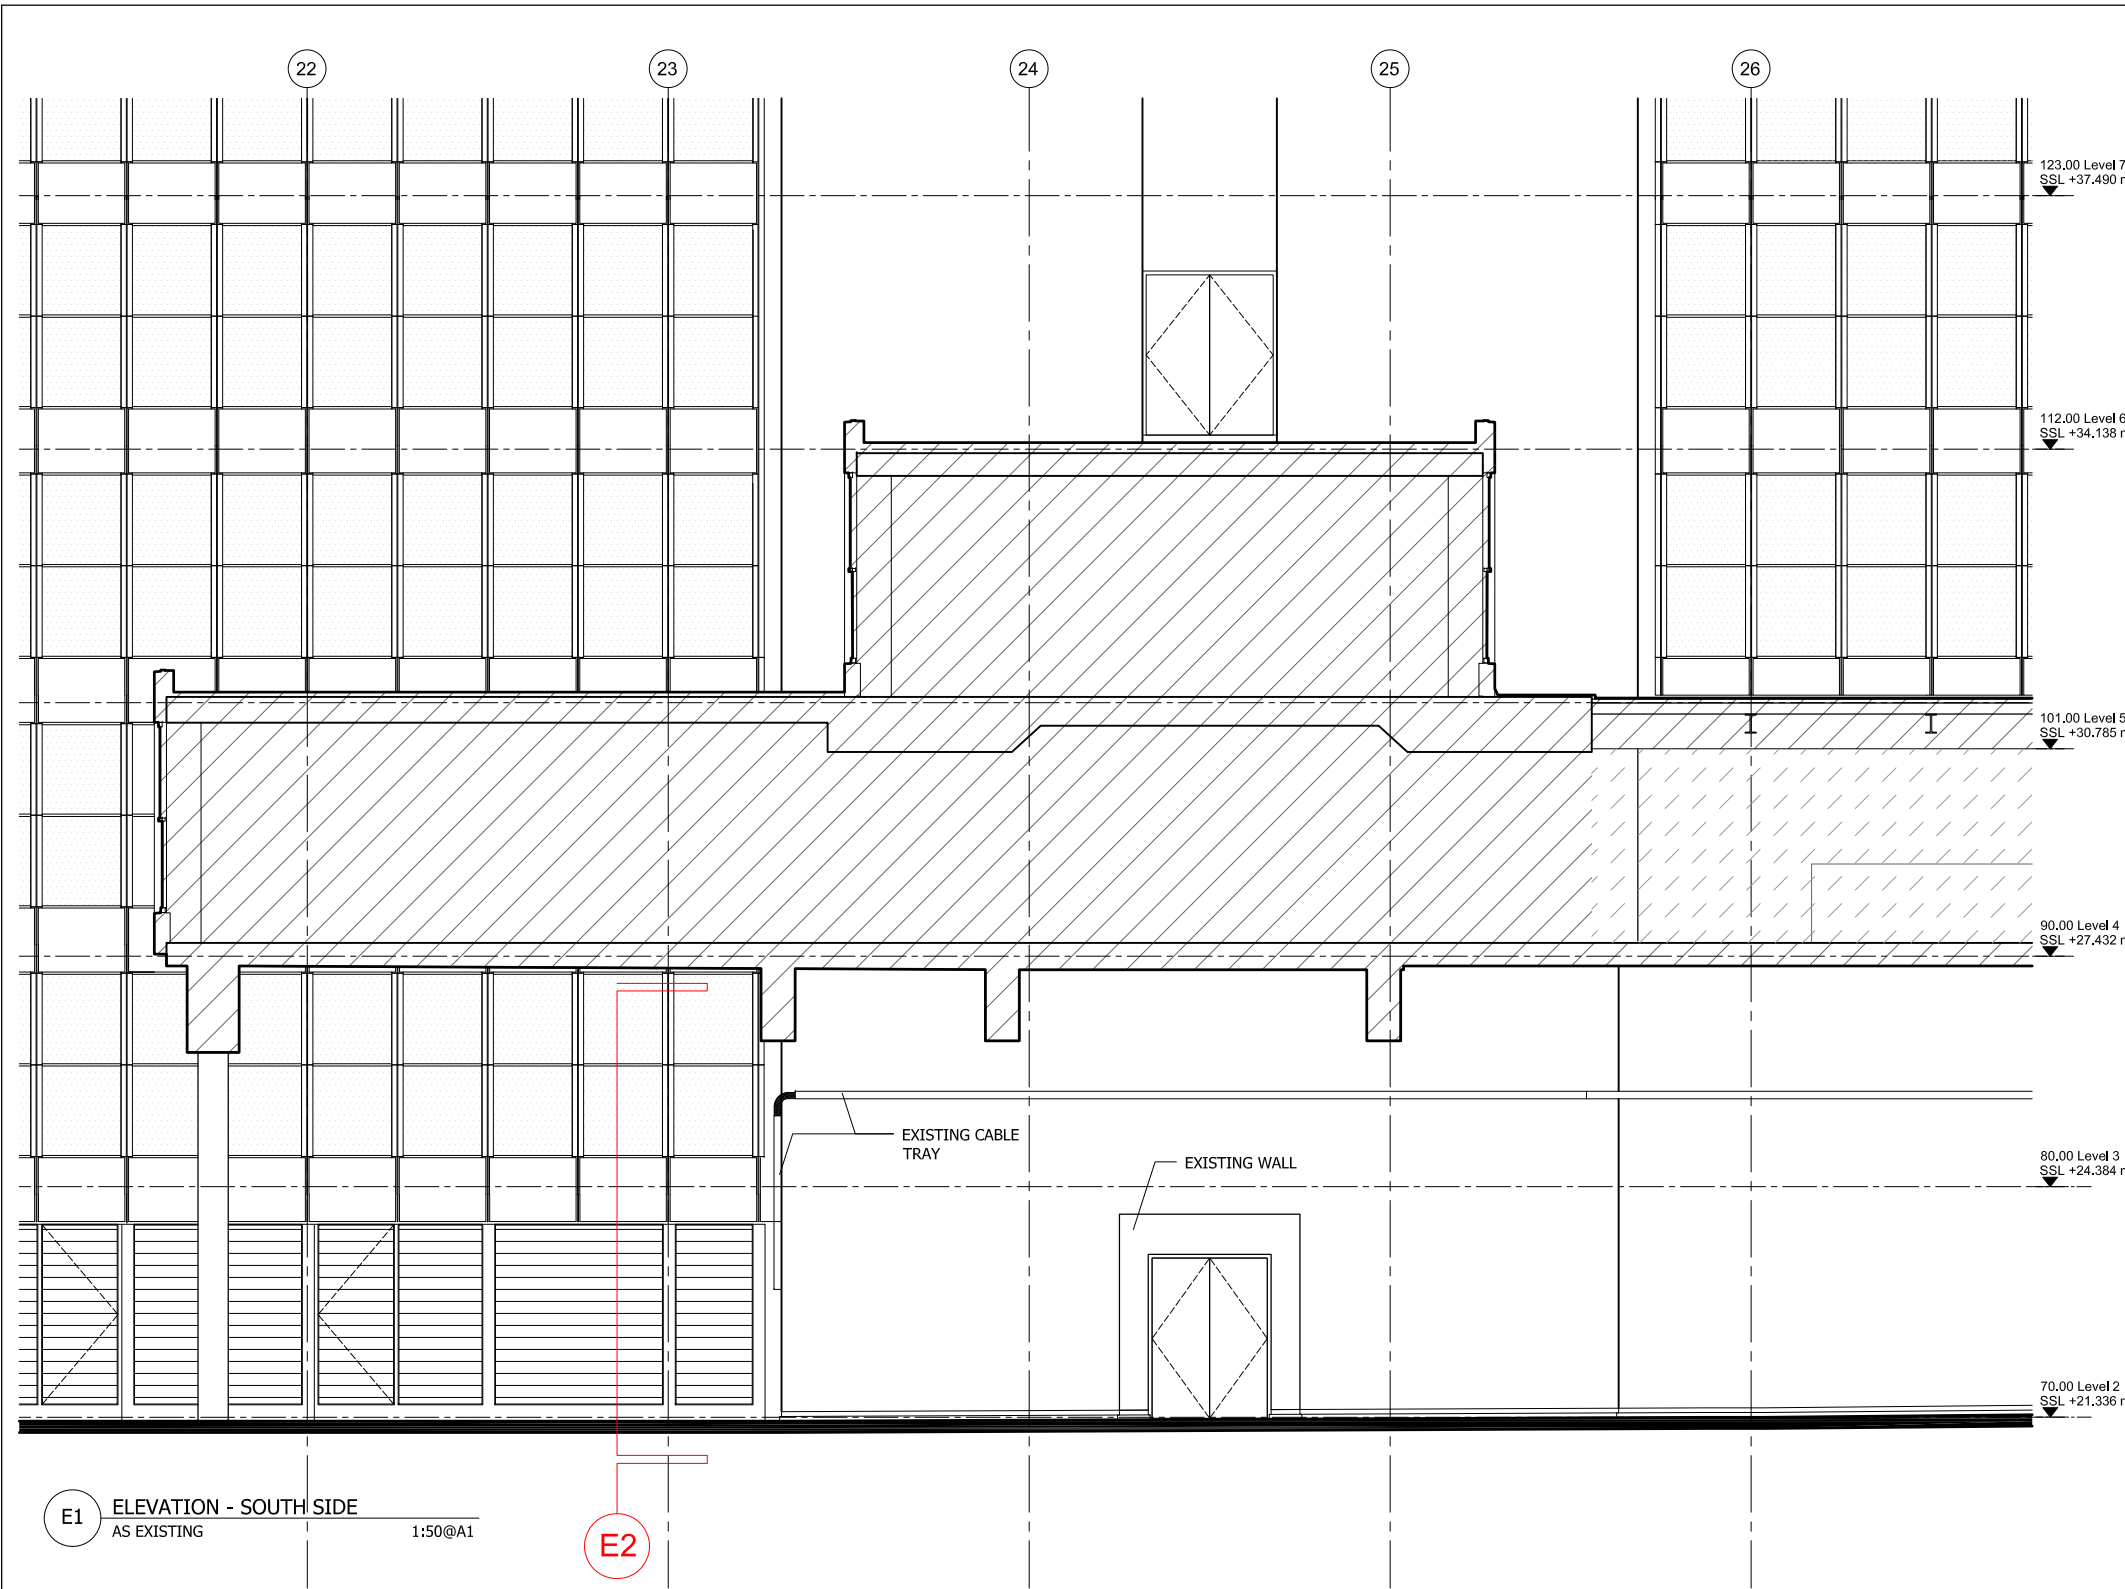 22
23
24
25
26
123.00 Level 7
SSL +37.490 m
112.00 Level 6
SSL +34.138 m
101.00 Level 5
SSL +30.785 m
90.00 Level 4
SSL +27.432 m
EXISTING CABLE
TRAY
EXISTING WALL
80.00 Level 3
SSL +24.384 m
70.00 Level 2
SSL +21.336 m
E1
ELEVATION - SOUTH SIDE
AS EXISTING
1:50@A1
E2